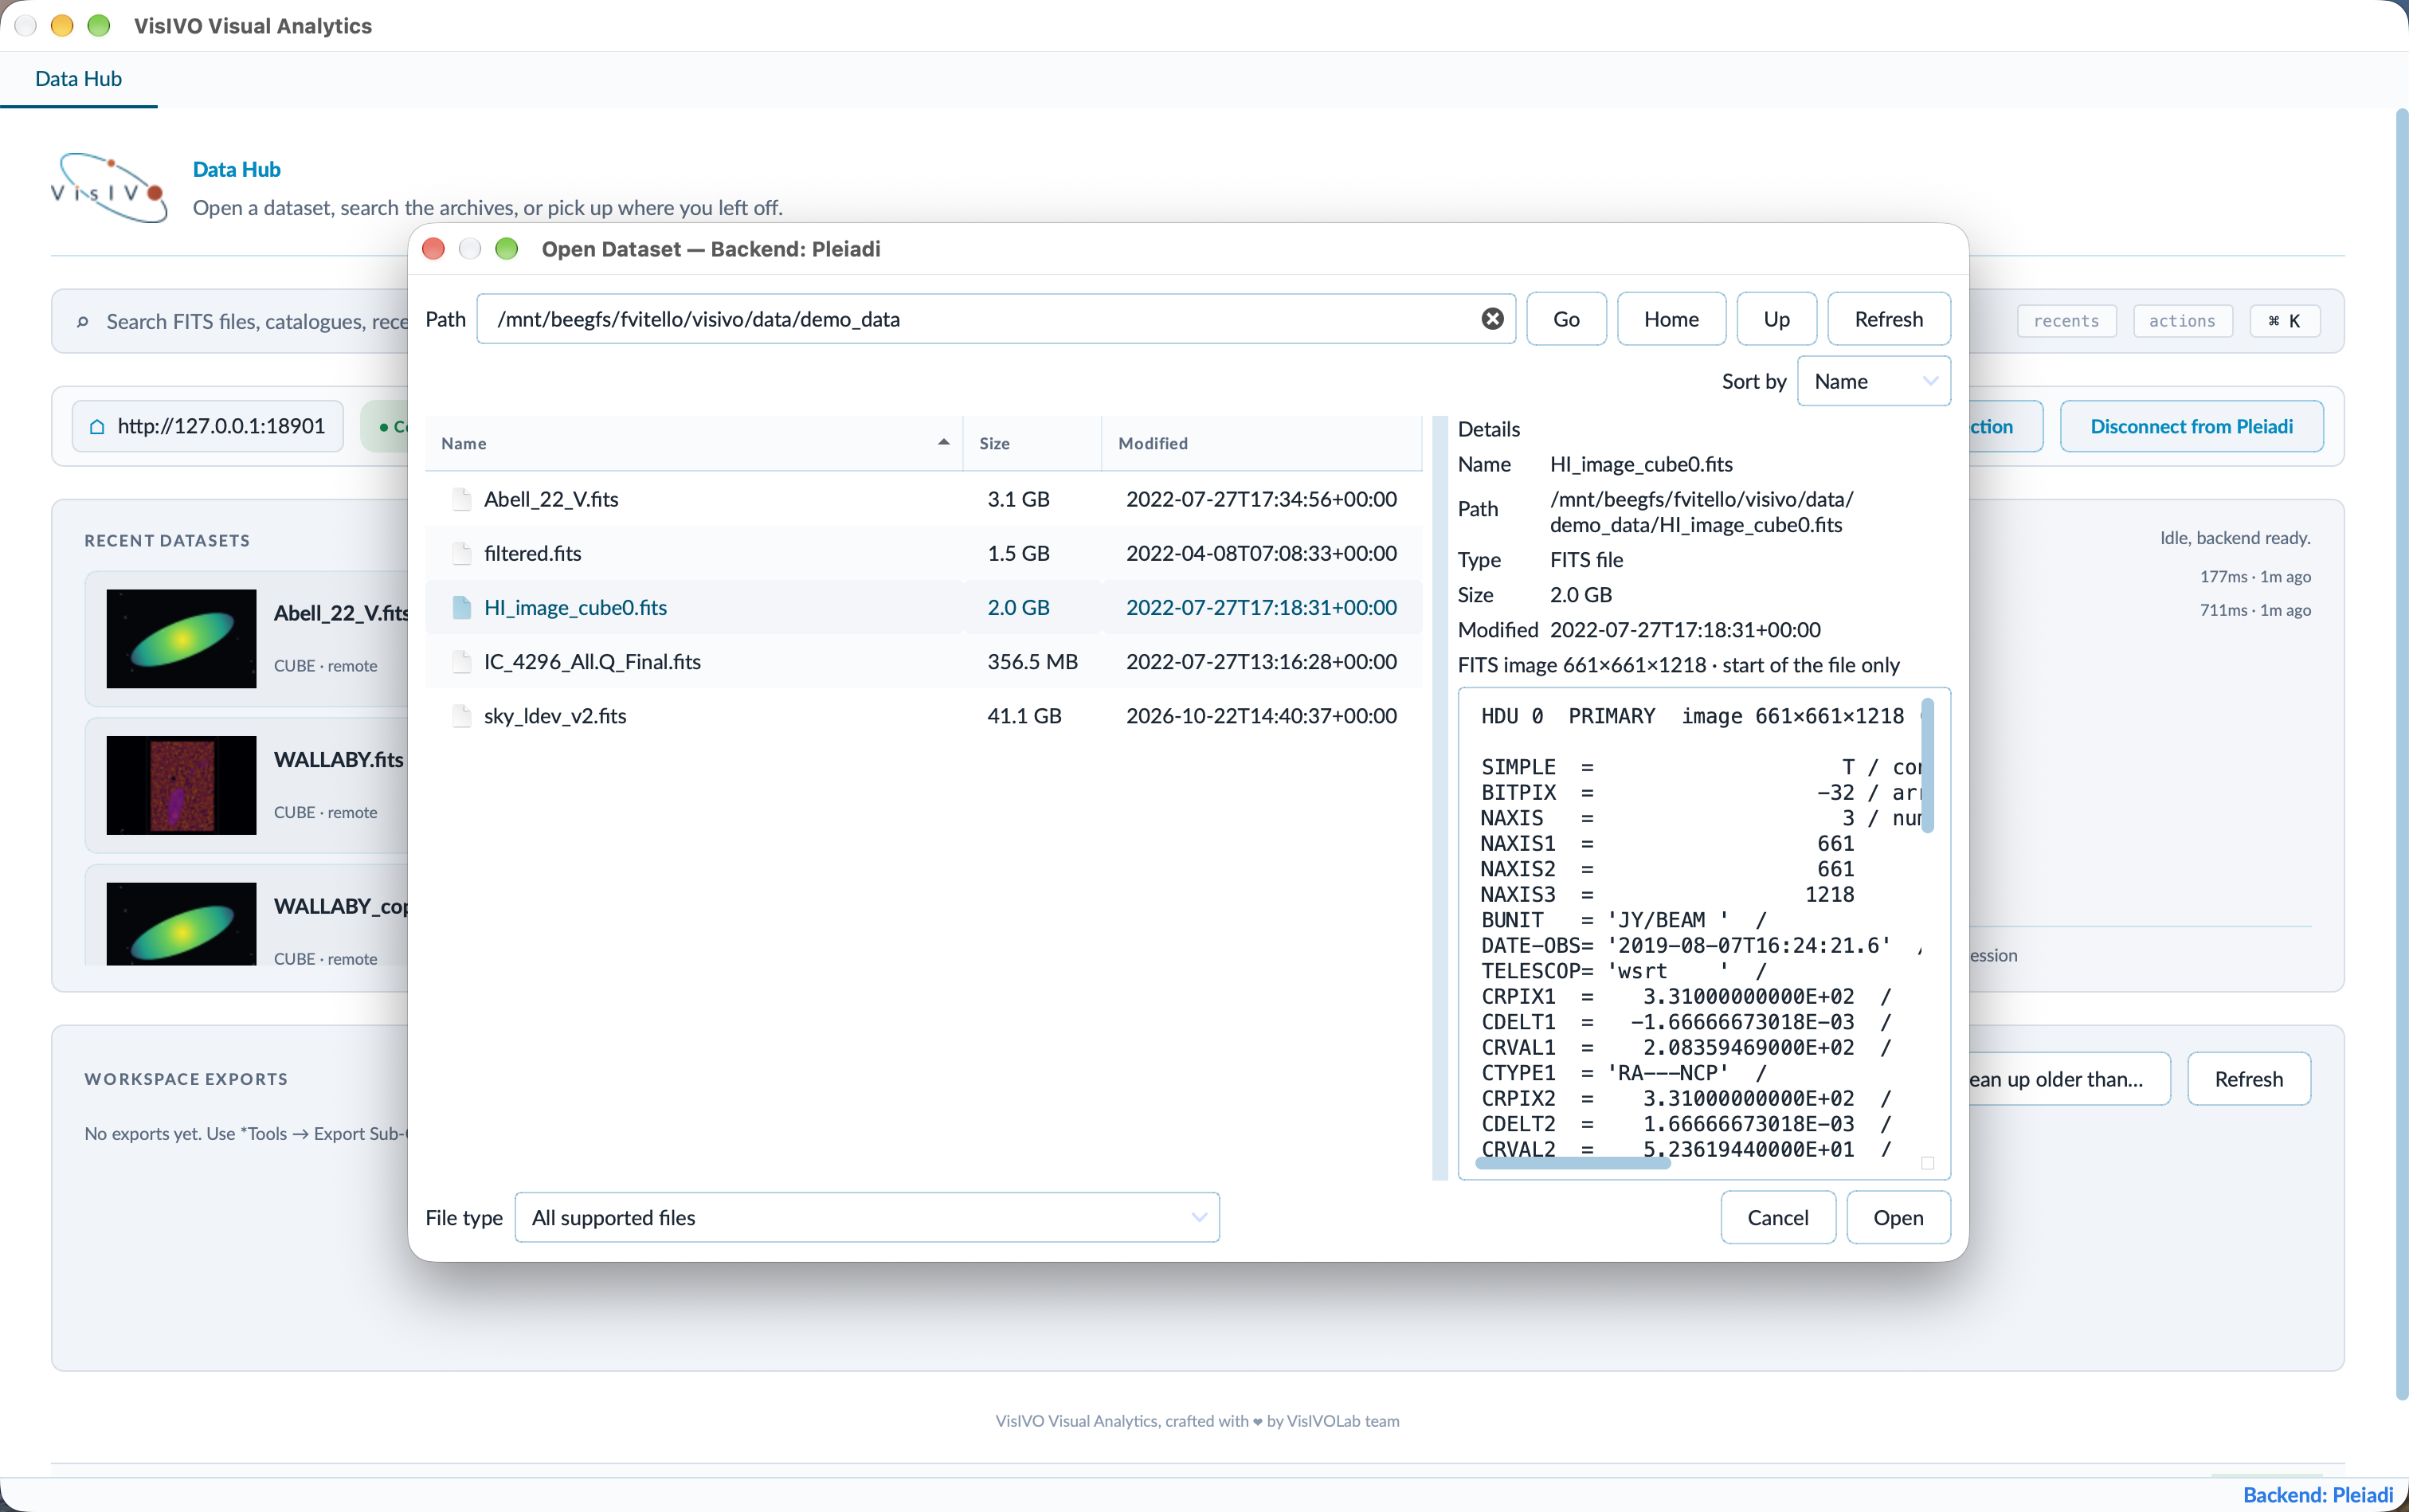 VisIVO Visual Analytics
Data Hub
VisIVO
Data Hub
Open a dataset, search the archives, or pick up where you left off.
Search FITS files, catalogues, rece
recents
actions
⌘ K
http://127.0.0.1:18901
ction
Disconnect from Pleiadi
RECENT DATASETS
Abell_22_V.fits
CUBE · remote
WALLABY.fits
CUBE · remote
WALLABY_cop
CUBE · remote
Idle, backend ready.
177ms · 1m ago
711ms · 1m ago
ession
WORKSPACE EXPORTS
No exports yet. Use *Tools → Export Sub-
ean up older than...
Refresh
Open Dataset — Backend: Pleiadi
Path
/mnt/beegfs/fvitello/visivo/data/demo_data
Go
Home
Up
Refresh
Sort by
Name
Name Size Modified
Abell_22_V.fits 3.1 GB 2022-07-27T17:34:56+00:00
filtered.fits 1.5 GB 2022-04-08T07:08:33+00:00
HI_image_cube0.fits 2.0 GB 2022-07-27T17:18:31+00:00
IC_4296_All.Q_Final.fits 356.5 MB 2022-07-27T13:16:28+00:00
sky_ldev_v2.fits 41.1 GB 2026-10-22T14:40:37+00:00
Details
Name HI_image_cube0.fits
Path /mnt/beegfs/fvitello/visivo/data/
demo_data/HI_image_cube0.fits
Type FITS file
Size 2.0 GB
Modified 2022-07-27T17:18:31+00:00
FITS image 661×661×1218 · start of the file only
HDU 0 PRIMARY image 661×661×1218
SIMPLE = T / cor
BITPIX = -32 / arr
NAXIS = 3 / num
NAXIS1 = 661
NAXIS2 = 661
NAXIS3 = 1218
BUNIT = 'JY/BEAM ' /
DATE-OBS= '2019-08-07T16:24:21.6' /
TELESCOP= 'wsrt ' /
CRPIX1 = 3.31000000000E+02 /
CDELT1 = -1.66666673018E-03 /
CRVAL1 = 2.08359469000E+02 /
CTYPE1 = 'RA---NCP' /
CRPIX2 = 3.31000000000E+02 /
CDELT2 = 1.66666673018E-03 /
CRVAL2 = 5.23619440000E+01 /
File type
All supported files
Cancel
Open
VisIVO Visual Analytics, crafted with ❤ by VisIVOLab team
Backend: Pleiadi